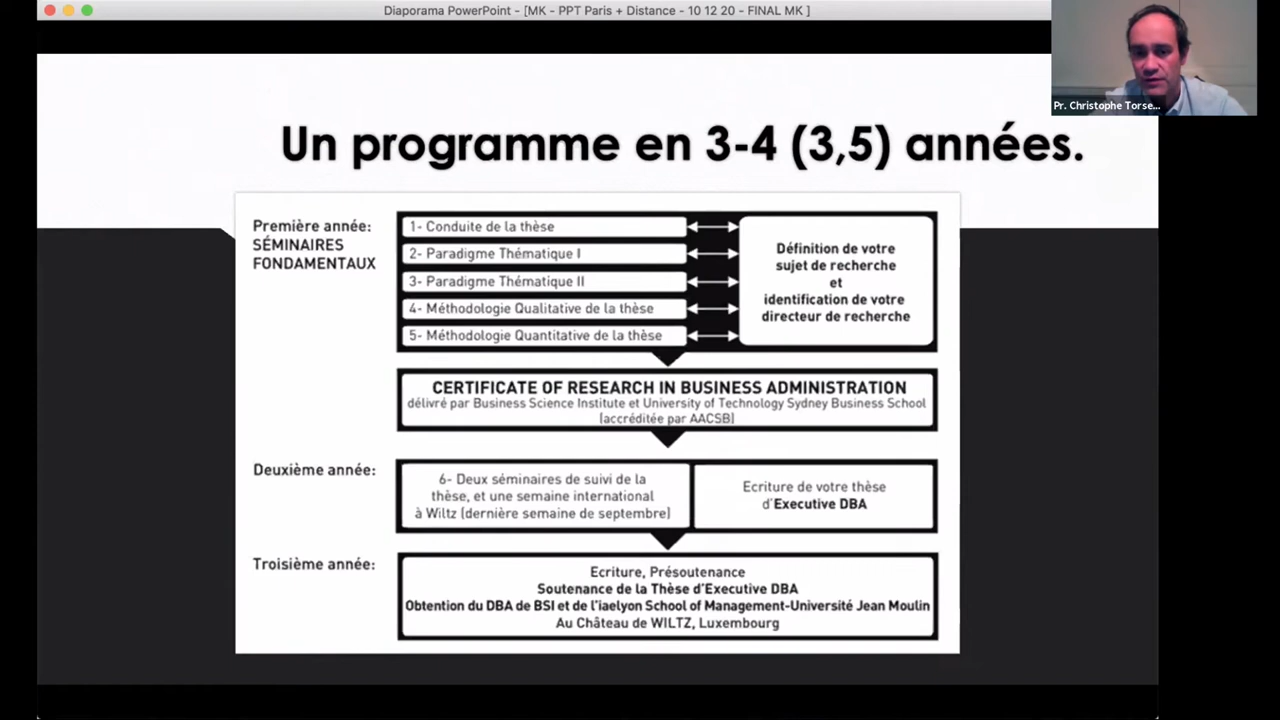 Diaporama PowerPoint - [MK - PPT Paris + Distance - 10 12 20 - FINAL MK ]
Pr. Christophe Torse...
Un programme en 3-4 (3,5) années.
Première année:
SÉMINAIRES
FONDAMENTAUX
1- Conduite de la thèse
2- Paradigme Thématique I
3- Paradigme Thématique II
4- Méthodologie Qualitative de la thèse
5- Méthodologie Quantitative de la thèse
Définition de votre
sujet de recherche
et
identification de votre
directeur de recherche
CERTIFICATE OF RESEARCH IN BUSINESS ADMINISTRATION
délivré par Business Science Institute et University of Technology Sydney Business School
(accréditée par AACSB)
Deuxième année:
6- Deux séminaires de suivi de la
thèse, et une semaine international
à Wiltz (dernière semaine de septembre)
Ecriture de votre thèse
d'Executive DBA
Troisième année:
Ecriture, Présoutenance
Soutenance de la Thèse d'Executive DBA
Obtention du DBA de BSI et de l'iaelyon School of Management-Université Jean Moulin
Au Château de WILTZ, Luxembourg